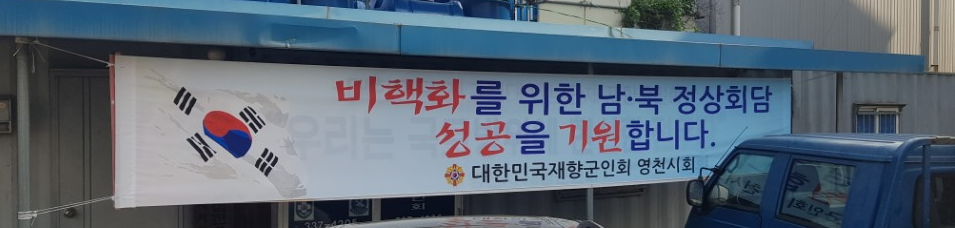 비핵화를 위한 남·북 정상회담
성공을 기원합니다.
대한민국재향군인회 영천시회